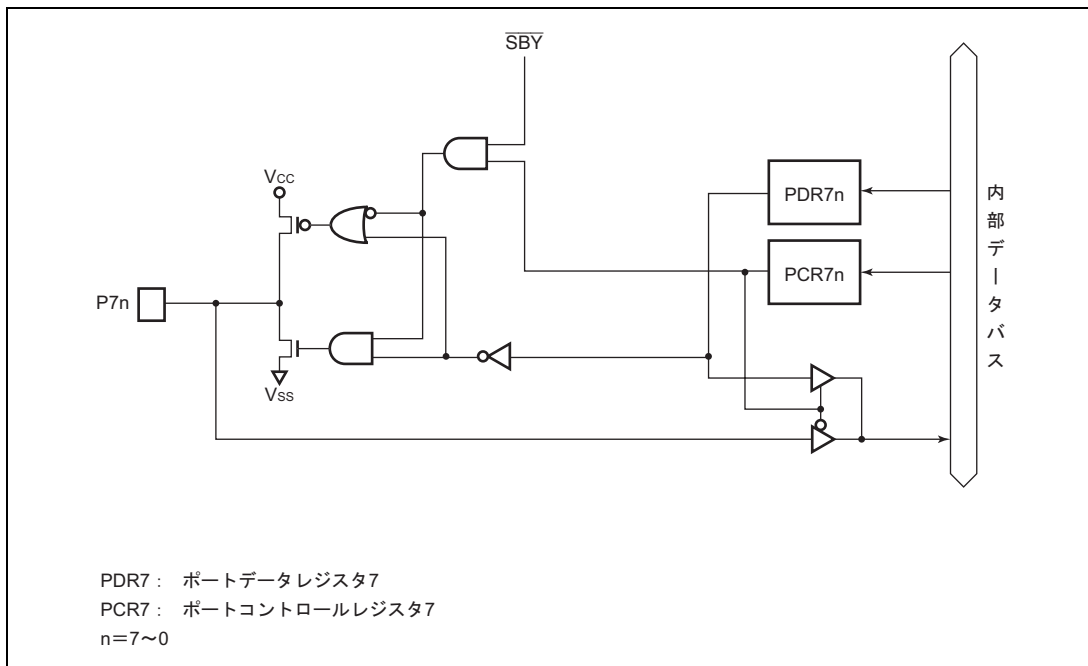 SBY
VCC
PDR7n
PCR7n
P7n
VSS
内部データバス
PDR7： ポートデータレジスタ7
PCR7： ポートコントロールレジスタ7
n＝7～0